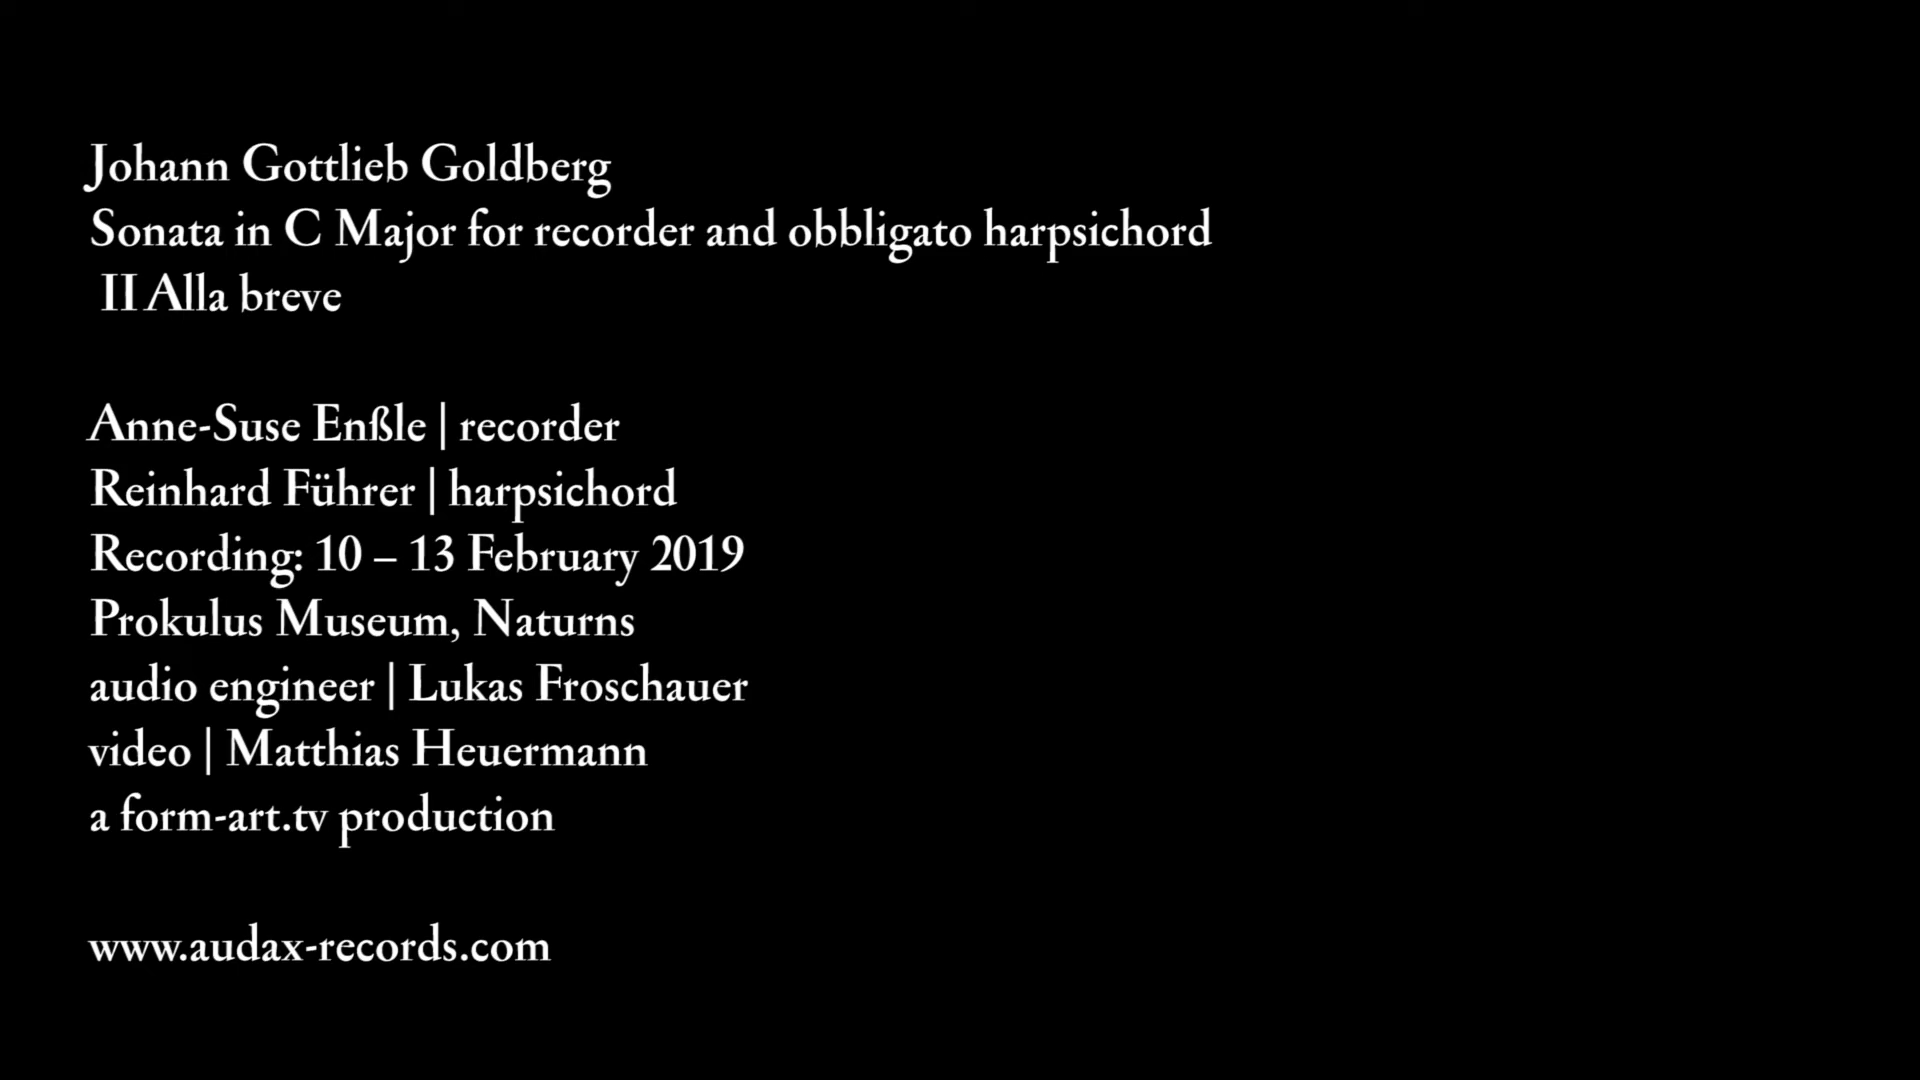 Johann Gottlieb Goldberg
Sonata in C Major for recorder and obbligato harpsichord
II Alla breve
Anne-Suse Enßle | recorder
Reinhard Führer | harpsichord
Recording: 10 – 13 February 2019
Prokulus Museum, Naturns
audio engineer | Lukas Froschauer
video | Matthias Heuermann
a form-art.tv production
www.audax-records.com